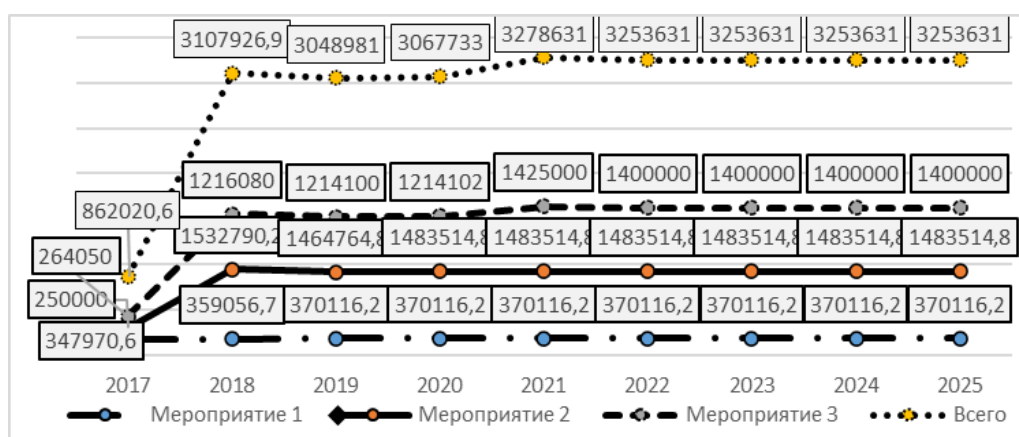 3107926,9 3048981 3067733 3278631 3253631 3253631 3253631 3253631
1216080 1214100 1214102 1425000 1400000 1400000 1400000 1400000
862020,6
1532790,2 1464764,8 1483514,8 1483514,8 1483514,8 1483514,8 1483514,8 1483514,8
264050
250000 359056,7 370116,2 370116,2 370116,2 370116,2 370116,2 370116,2 370116,2
347970,6
2017 2018 2019 2020 2021 2022 2023 2024 2025
Мероприятие 1 Мероприятие 2 Мероприятие 3 Всего